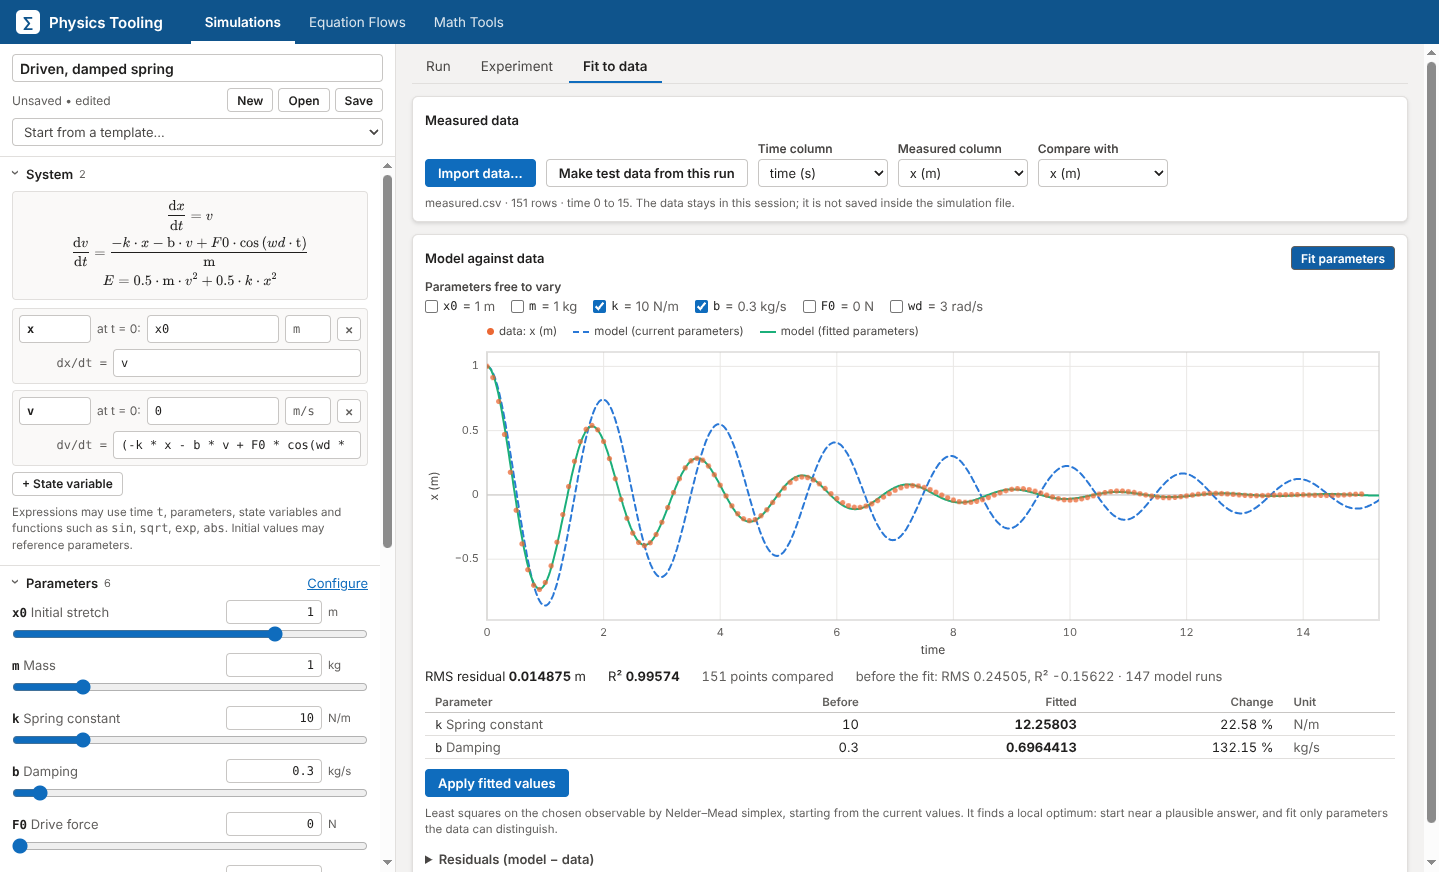 Σ Physics Tooling Simulations Equation Flows Math Tools
Driven, damped spring
Unsaved • edited New Open Save
Start from a template...
System 2
dx/dt = v
dv/dt = (−k · x − b · v + F0 · cos (wd · t))/m
E = 0.5 · m · v² + 0.5 · k · x²
x at t = 0: x0 m ×
dx/dt = v
v at t = 0: 0 m/s ×
dv/dt = (-k * x - b * v + F0 * cos(wd *
+ State variable
Expressions may use time t, parameters, state variables and
functions such as sin, sqrt, exp, abs. Initial values may
reference parameters.
Parameters 6 Configure
x0 Initial stretch 1 m
m Mass 1 kg
k Spring constant 10 N/m
b Damping 0.3 kg/s
F0 Drive force 0 N
Run Experiment Fit to data
Measured data
Time column Measured column Compare with
Import data... Make test data from this run time (s) x (m) x (m)
measured.csv · 151 rows · time 0 to 15. The data stays in this session; it is not saved inside the simulation file.
Model against data Fit parameters
Parameters free to vary
x0 = 1 m m = 1 kg k = 10 N/m b = 0.3 kg/s F0 = 0 N wd = 3 rad/s
data: x (m) model (current parameters) model (fitted parameters)
1
0.5
0
−0.5
x (m)
0 2 4 6 8 10 12 14
time
RMS residual 0.014875 m R² 0.99574 151 points compared before the fit: RMS 0.24505, R² -0.15622 · 147 model runs
Parameter Before Fitted Change Unit
k Spring constant 10 12.25803 22.58 % N/m
b Damping 0.3 0.6964413 132.15 % kg/s
Apply fitted values
Least squares on the chosen observable by Nelder–Mead simplex, starting from the current values. It finds a local optimum: start near a plausible answer, and fit only parameters
the data can distinguish.
Residuals (model − data)